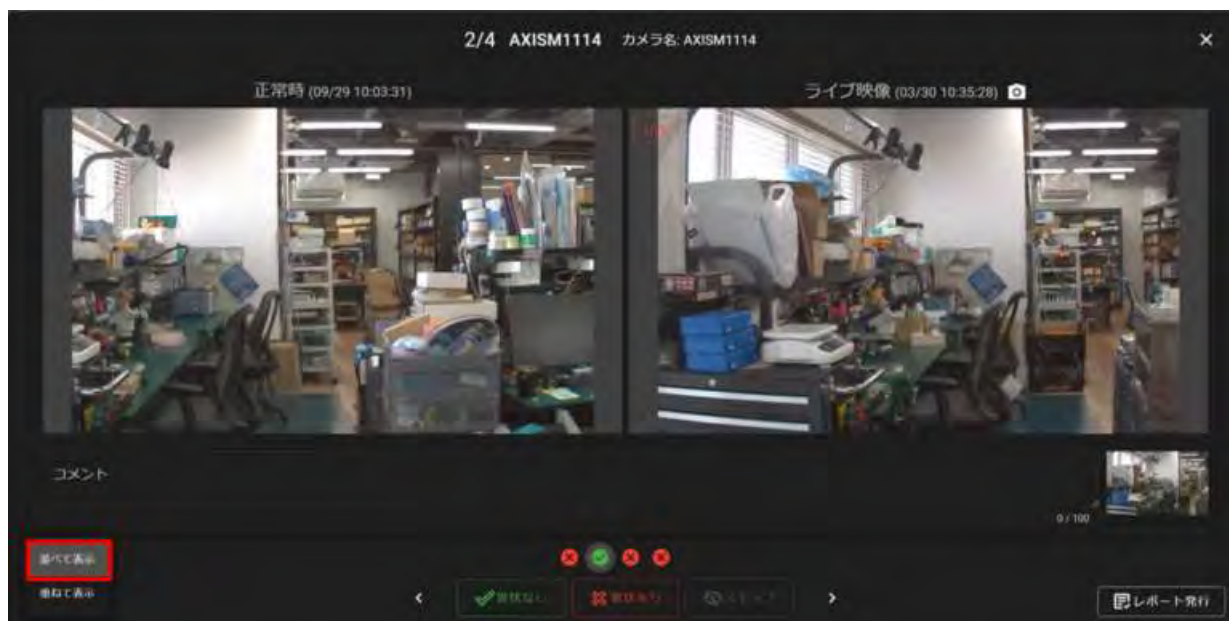 2/4 AXISM1114 カメラ名: AXISM1114
正常時 (09/29 10:03:31)
ライブ映像 (03/30 10:35:28)
コメント
0 / 100
並べて表示
重ねて表示
異状なし
異状あり
スキップ
レポート発行